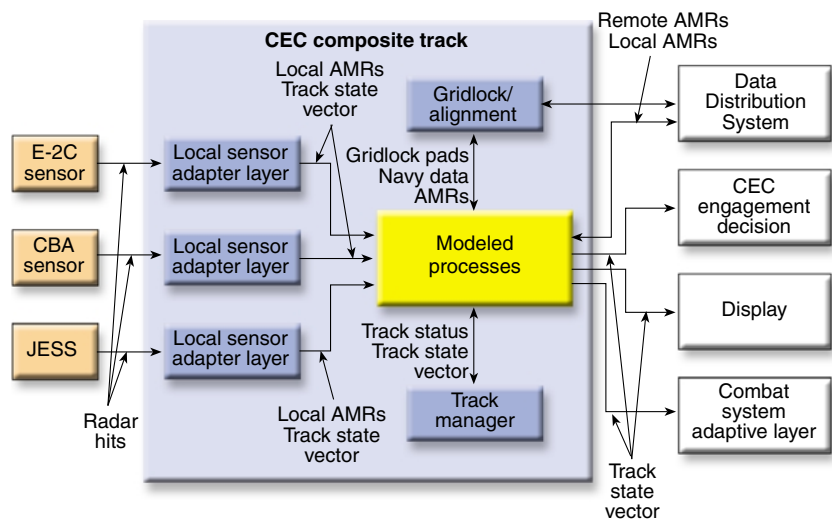 CEC composite track
Remote AMRs
Local AMRs
Local AMRs
Track state
vector
Gridlock/
alignment
Data
Distribution
System
E-2C
sensor
Local sensor
adapter layer
Gridlock pads
Navy data
AMRs
CEC
engagement
decision
CBA
sensor
Local sensor
adapter layer
Modeled
processes
Display
JESS
Local sensor
adapter layer
Track status
Track state
vector
Radar
hits
Local AMRs
Track state
vector
Track
manager
Combat
system
adaptive layer
Track
state
vector